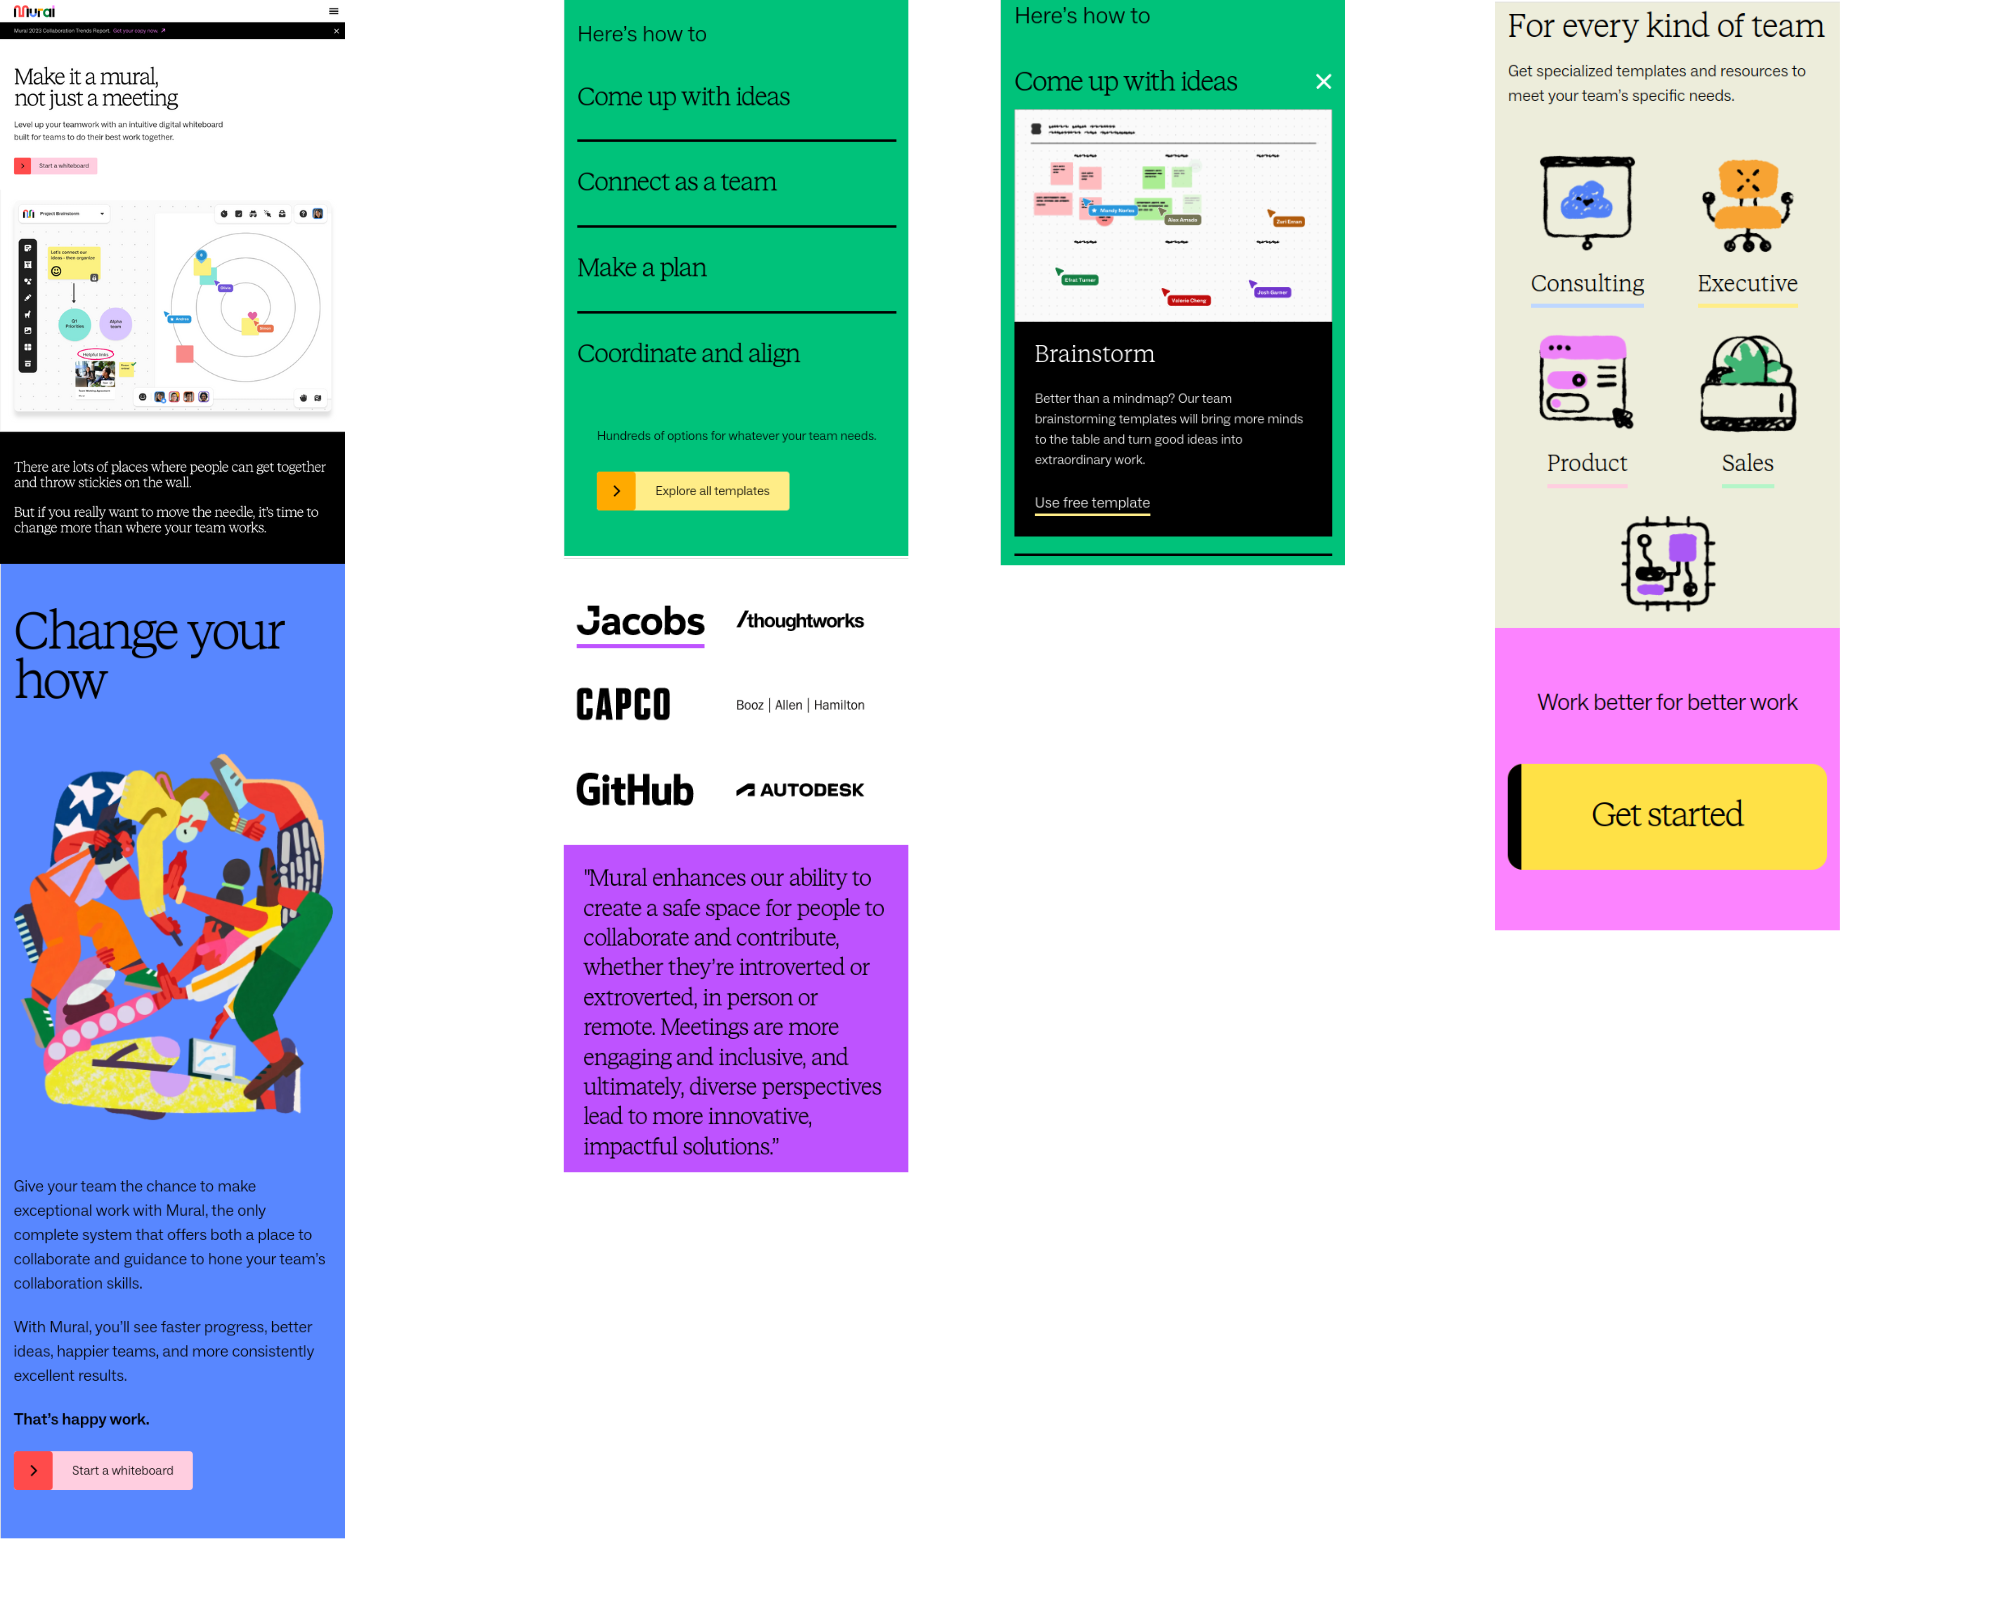 Mural
Mural 2023 Collaboration Trends Report. Get your copy now.
Make it a mural,
not just a meeting
Level up your teamwork with an intuitive digital whiteboard
built for teams to do their best work together.
Start a whiteboard
Project Brainstorm
Let's connect our
ideas - then organize
Q1
Priorities
Alpha
team
Helpful links
There are lots of places where people can get together
and throw stickies on the wall.
But if you really want to move the needle, it's time to
change more than where your team works.
Change your
how
Give your team the chance to make
exceptional work with Mural, the only
complete system that offers both a place to
collaborate and guidance to hone your team's
collaboration skills.
With Mural, you'll see faster progress, better
ideas, happier teams, and more consistently
excellent results.
That's happy work.
Start a whiteboard
Here's how to
Come up with ideas
Connect as a team
Make a plan
Coordinate and align
Hundreds of options for whatever your team needs.
Explore all templates
Jacobs
/thoughtworks
CAPCO
Booz | Allen | Hamilton
GitHub
AUTODESK
"Mural enhances our ability to
create a safe space for people to
collaborate and contribute,
whether they're introverted or
extroverted, in person or
remote. Meetings are more
engaging and inclusive, and
ultimately, diverse perspectives
lead to more innovative,
impactful solutions.”
Here's how to
Come up with ideas
Zari Eman
Efrat Tamar
Valarie Cheng
Josh Garner
Brainstorm
Better than a mindmap? Our team
brainstorming templates will bring more minds
to the table and turn good ideas into
extraordinary work.
Use free template
For every kind of team
Get specialized templates and resources to
meet your team's specific needs.
Consulting
Executive
Product
Sales
Work better for better work
Get started